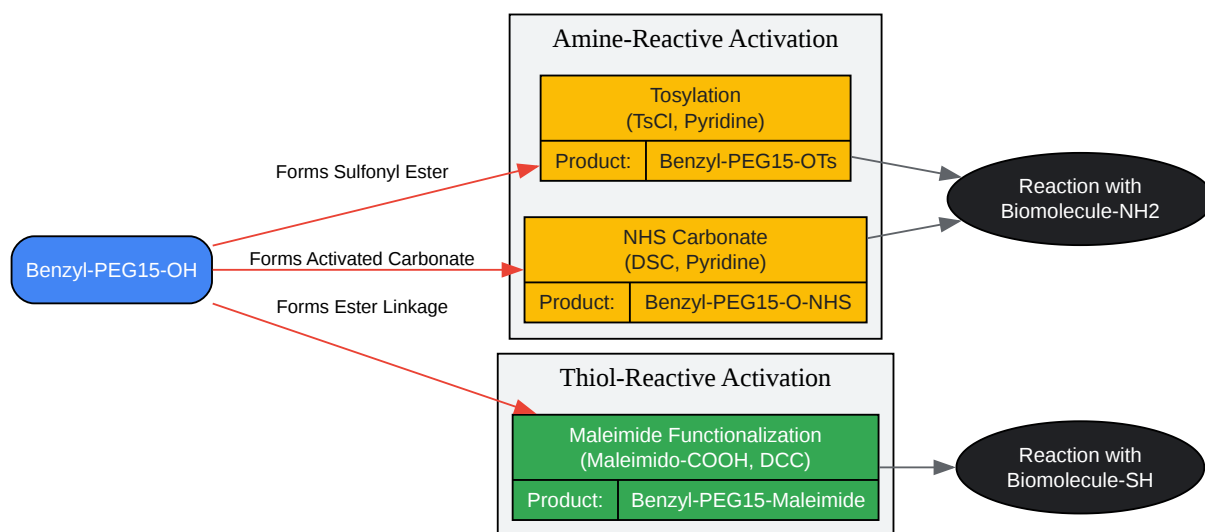 Amine-Reactive Activation
Tosylation
(TsCl, Pyridine)
Product:
Benzyl-PEG15-OTs
Forms Sulfonyl Ester
Reaction with
Biomolecule-NH2
NHS Carbonate
(DSC, Pyridine)
Product:
Benzyl-PEG15-O-NHS
Benzyl-PEG15-OH
Forms Activated Carbonate
Forms Ester Linkage
Thiol-Reactive Activation
Maleimide Functionalization
(Maleimido-COOH, DCC)
Product:
Benzyl-PEG15-Maleimide
Reaction with
Biomolecule-SH